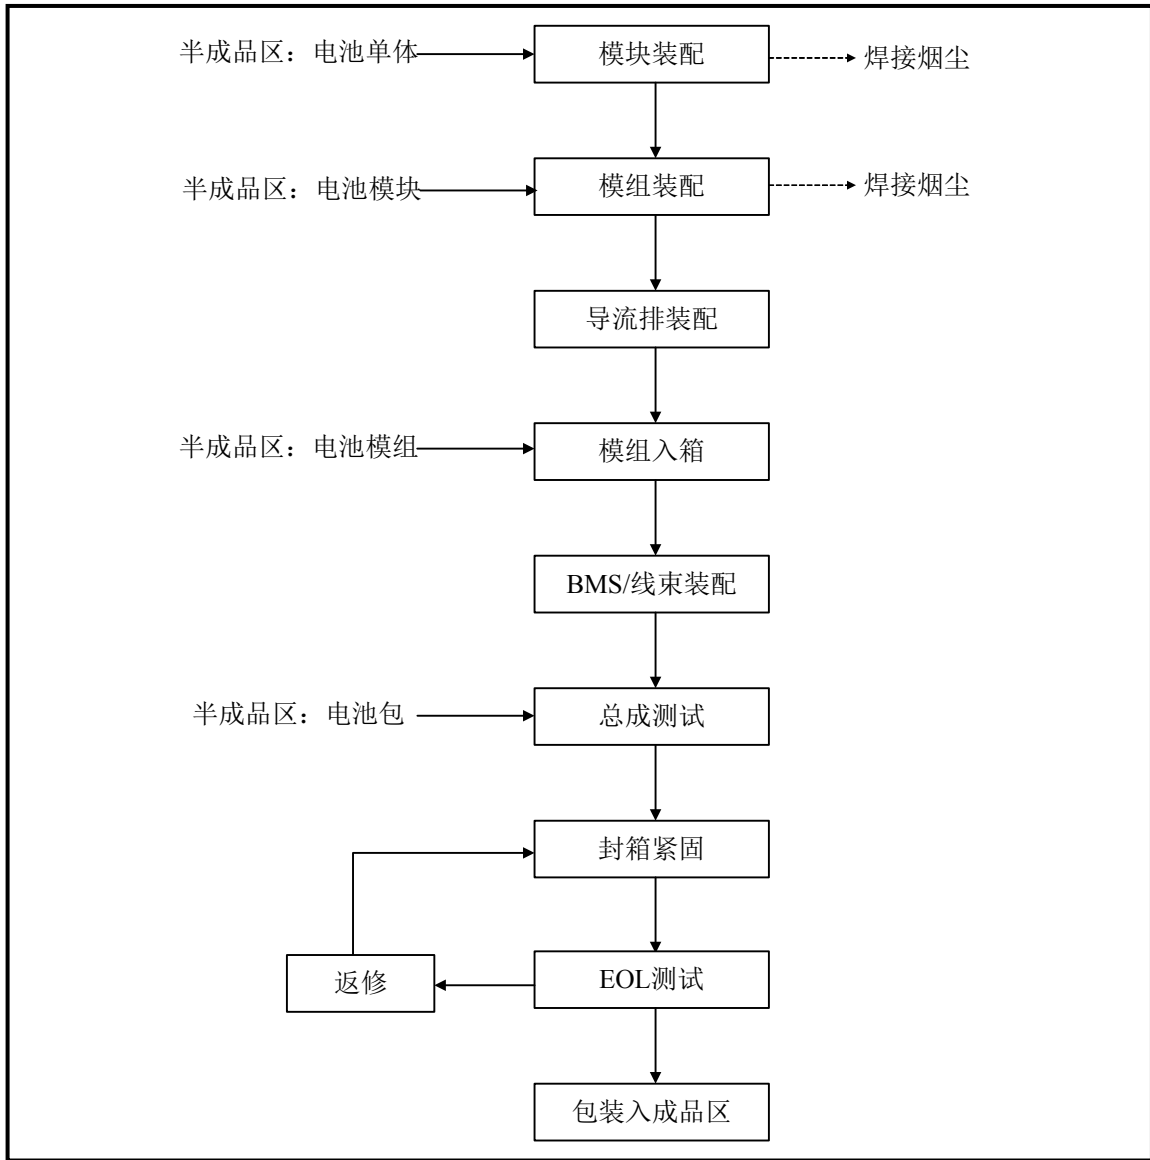 半成品区：电池单体
模块装配
焊接烟尘
半成品区：电池模块
模组装配
焊接烟尘
导流排装配
半成品区：电池模组
模组入箱
BMS/线束装配
半成品区：电池包
总成测试
封箱紧固
返修
EOL测试
包装入成品区